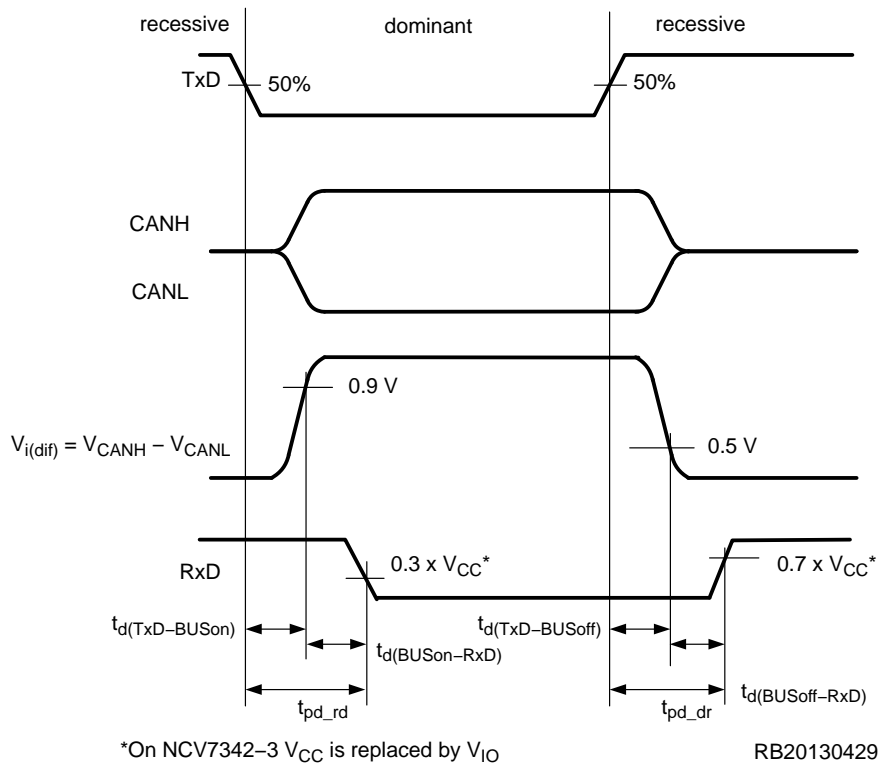 recessive dominant recessive
TxD 50% 50%
CANH
CANL
0.9 V
Vi(dif) = VCANH − VCANL 0.5 V
RxD 0.3 x VCC* 0.7 x VCC*
td(TxD−BUSon) td(TxD−BUSoff)
td(BUSon−RxD)
tpd_rd tpd_dr td(BUSoff−RxD)
*On NCV7342−3 VCC is replaced by VIO RB20130429